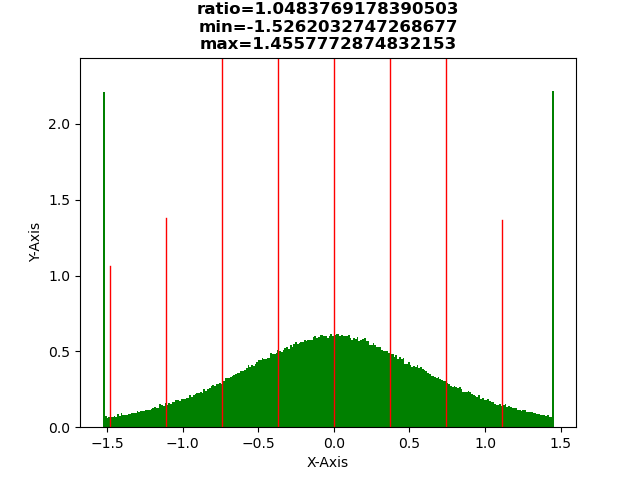 ratio=1.0483769178390503
min=-1.5262032747268677
max=1.4557772874832153
2.0
1.5
1.0
0.5
0.0
Y-Axis
−1.5 −1.0 −0.5 0.0 0.5 1.0 1.5
X-Axis